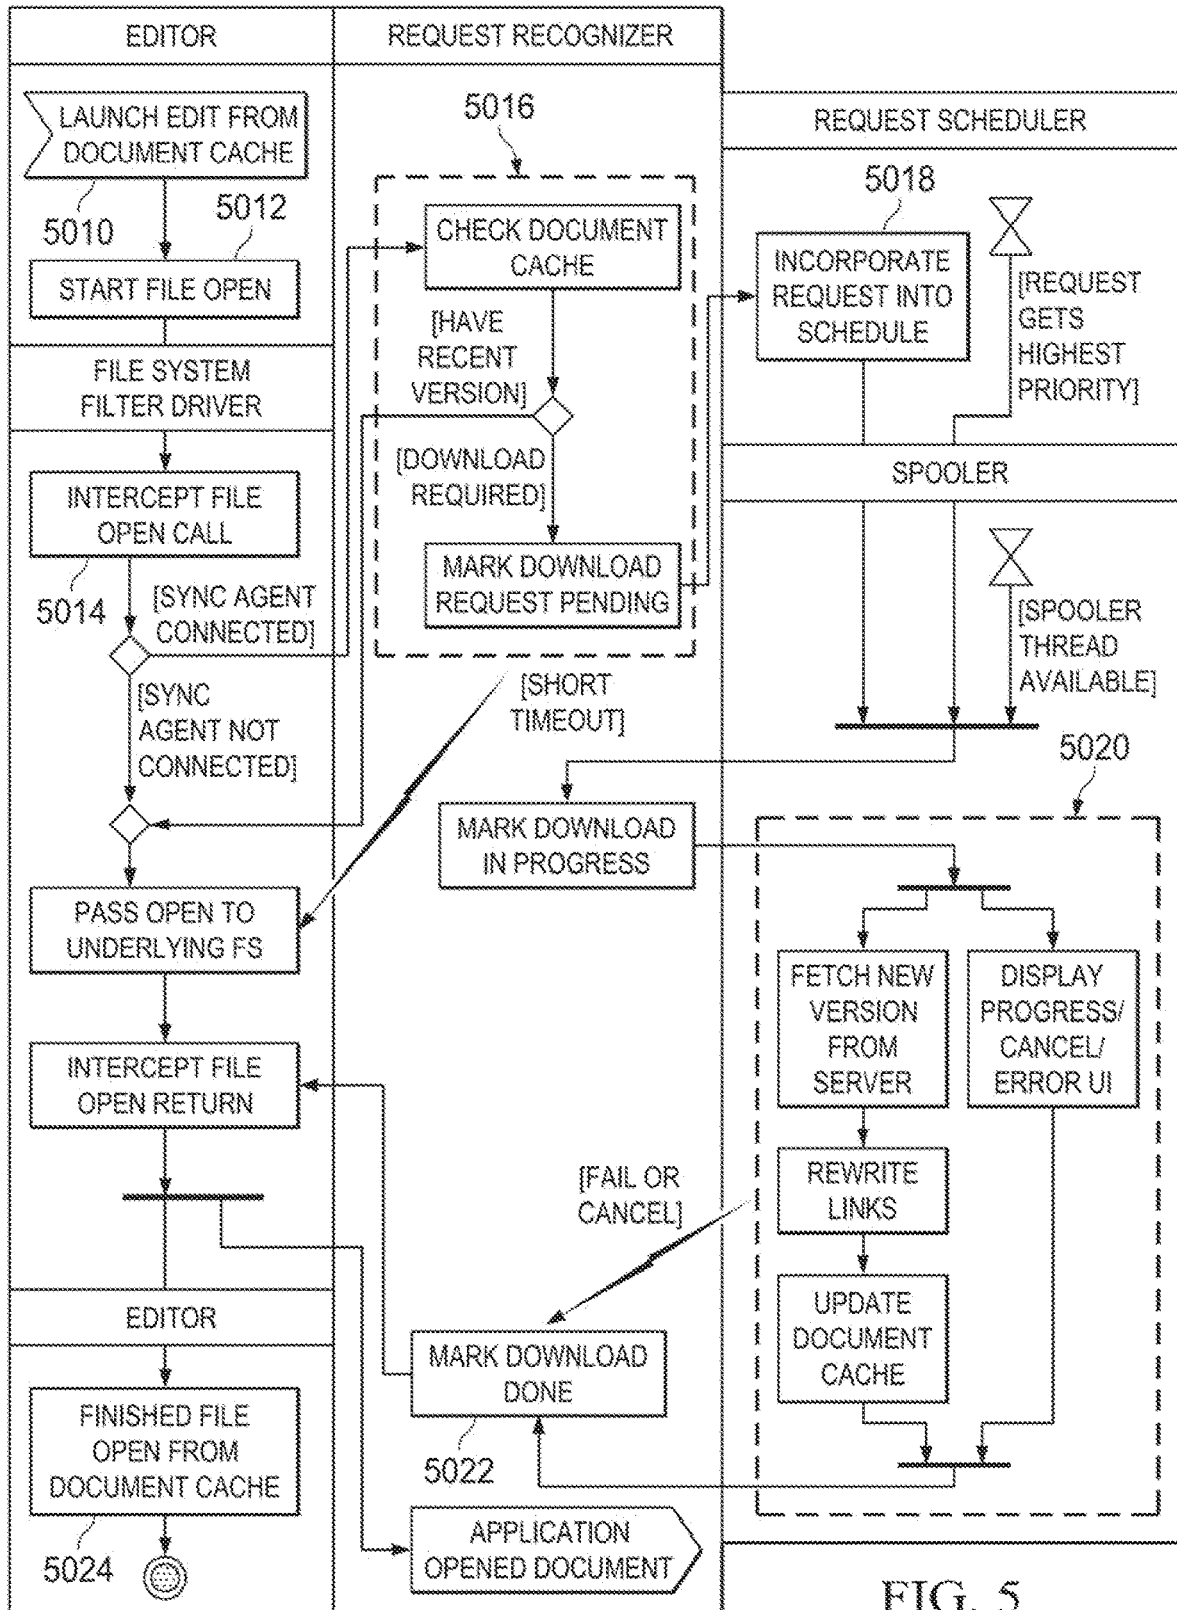 EDITOR
LAUNCH EDIT FROM
DOCUMENT CACHE
5010
5012
START FILE OPEN
FILE SYSTEM
FILTER DRIVER
INTERCEPT FILE
OPEN CALL
5014
[SYNC AGENT
CONNECTED]
[SYNC
AGENT NOT
CONNECTED]
PASS OPEN TO
UNDERLYING FS
INTERCEPT FILE
OPEN RETURN
EDITOR
FINISHED FILE
OPEN FROM
DOCUMENT CACHE
5024
REQUEST RECOGNIZER
5016
CHECK DOCUMENT
CACHE
[HAVE
RECENT
VERSION]
[DOWNLOAD
REQUIRED]
MARK DOWNLOAD
REQUEST PENDING
[SHORT
TIMEOUT]
MARK DOWNLOAD
IN PROGRESS
[FAIL OR
CANCEL]
MARK DOWNLOAD
DONE
5022
APPLICATION
OPENED DOCUMENT
REQUEST SCHEDULER
5018
INCORPORATE
REQUEST INTO
SCHEDULE
[REQUEST
GETS
HIGHEST
PRIORITY]
SPOOLER
[SPOOLER
THREAD
AVAILABLE]
5020
FETCH NEW
VERSION
FROM
SERVER
DISPLAY
PROGRESS/
CANCEL/
ERROR UI
REWRITE
LINKS
UPDATE
DOCUMENT
CACHE
FIG. 5